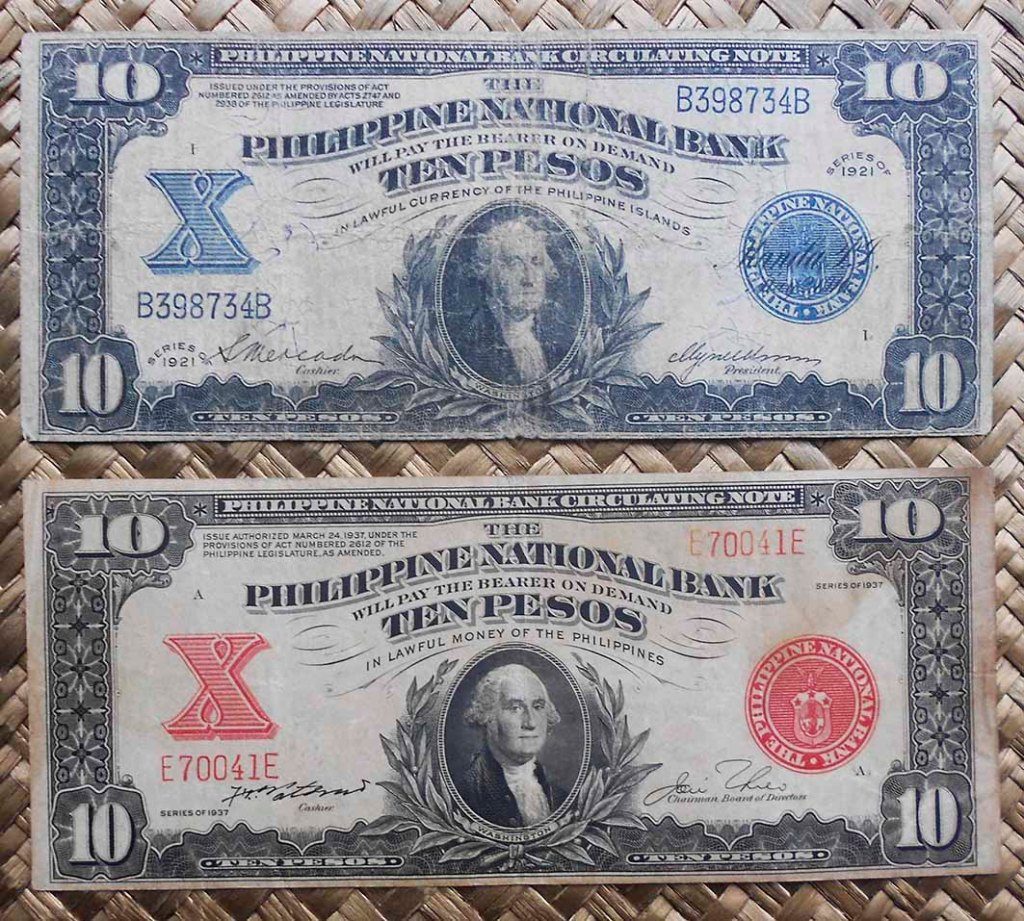 PHILIPPINE NATIONAL BANK CIRCULATING NOTE
10
10
ISSUED UNDER THE PROVISIONS OF ACT
NUMBERED 2612 AS AMENDED BY ACTS 2747 AND
2938 OF THE PHILIPPINE LEGISLATURE
THE
B398734B
PHILIPPINE NATIONAL BANK
WILL PAY THE BEARER ON DEMAND
TEN PESOS
IN LAWFUL CURRENCY OF THE PHILIPPINE ISLANDS
SERIES OF
1921
I
X
PHILIPPINE NATIONAL BANK
B398734B
SERIES OF
1921
Cashier.
WASHINGTON
President.
I.
10
10
TEN PESOS
TEN PESOS
PHILIPPINE NATIONAL BANK CIRCULATING NOTE
10
10
ISSUE AUTHORIZED MARCH 24, 1937, UNDER THE
PROVISIONS OF ACT NUMBERED 2612 OF THE
PHILIPPINE LEGISLATURE, AS AMENDED.
THE
E70041E
PHILIPPINE NATIONAL BANK
WILL PAY THE BEARER ON DEMAND
TEN PESOS
IN LAWFUL MONEY OF THE PHILIPPINES
SERIES OF 1937
A
X
THE PHILIPPINE NATIONAL BANK
E70041E
SERIES OF 1937
Cashier
WASHINGTON
Chairman, Board of Directors
A
10
10
TEN PESOS
TEN PESOS